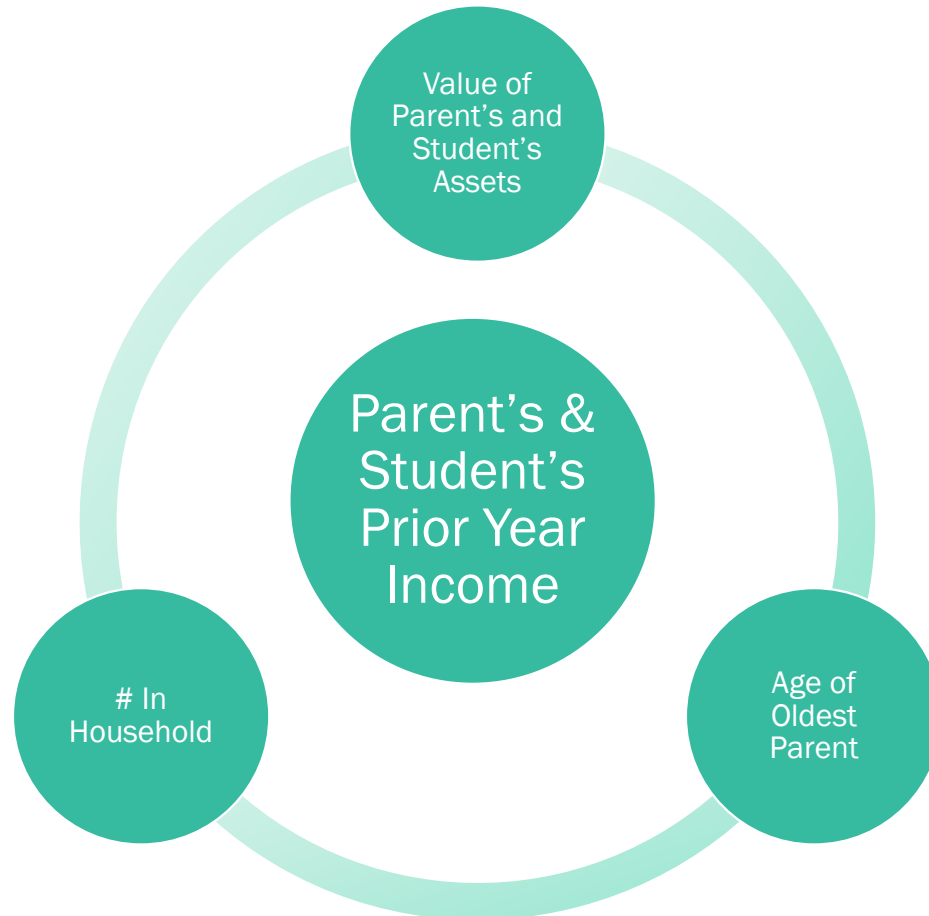 Value of
Parent’s and
Student’s
Assets
Parent’s &
Student’s
Prior Year
Income
# In
Household
Age of
Oldest
Parent